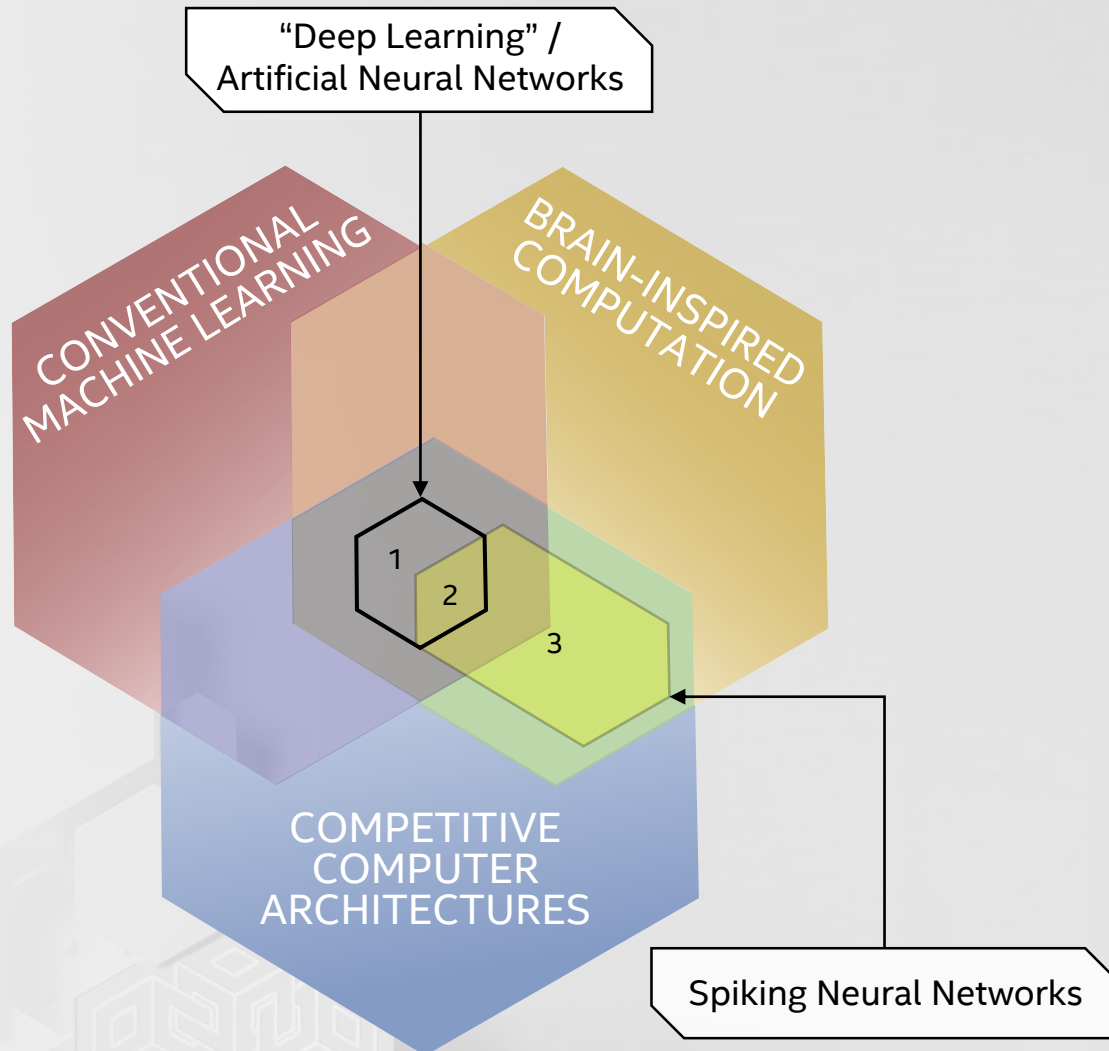 “Deep Learning” /
Artificial Neural Networks
CONVENTIONAL
MACHINE LEARNING
BRAIN-INSPIRED
COMPUTATION
1
2
3
COMPETITIVE
COMPUTER
ARCHITECTURES
Spiking Neural Networks